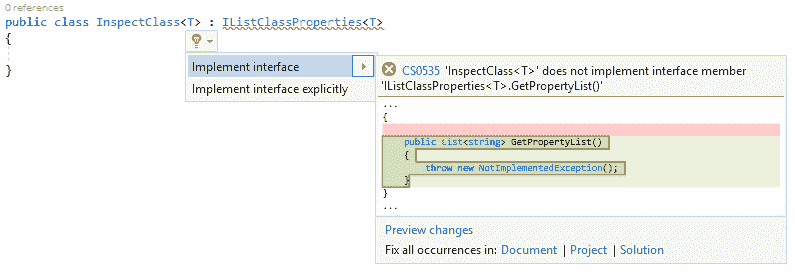 0 references
public class InspectClass<T> : IListClassProperties<T>
{
}
Implement interface
Implement interface explicitly
CS0535 'InspectClass<T>' does not implement interface member
'IListClassProperties<T>.GetPropertyList()'
...
{
public List<string> GetPropertyList()
{
throw new NotImplementedException();
}
}
...
Preview changes
Fix all occurrences in: Document | Project | Solution